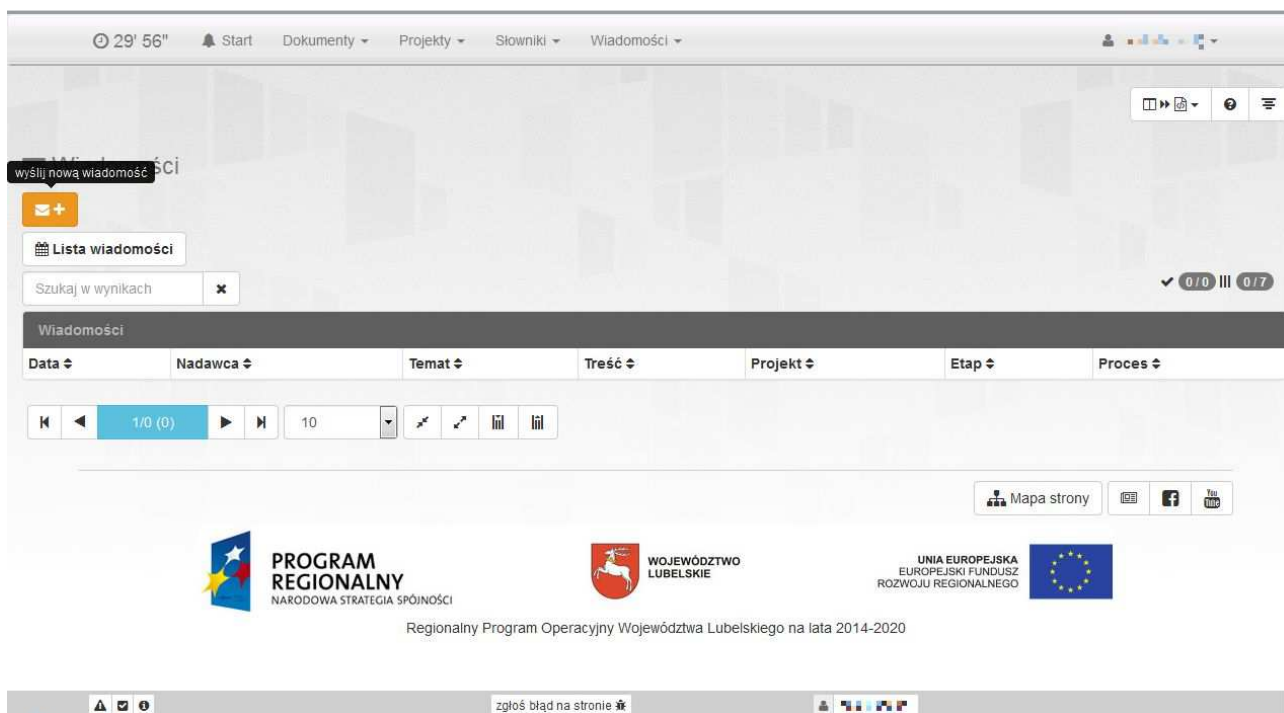 29' 56" Start Dokumenty Projekty Słowniki Wiadomości
Wiadomości
wyślij nową wiadomość
Lista wiadomości
Szukaj w wynikach
0/0 0/7
Wiadomości
Data Nadawca Temat Treść Projekt Etap Proces
1/0 (0) 10
Mapa strony You Tube
PROGRAM
REGIONALNY
NARODOWA STRATEGIA SPÓJNOŚCI
WOJEWÓDZTWO
LUBELSKIE
UNIA EUROPEJSKA
EUROPEJSKI FUNDUSZ
ROZWOJU REGIONALNEGO
Regionalny Program Operacyjny Województwa Lubelskiego na lata 2014-2020
zgłoś błąd na stronie